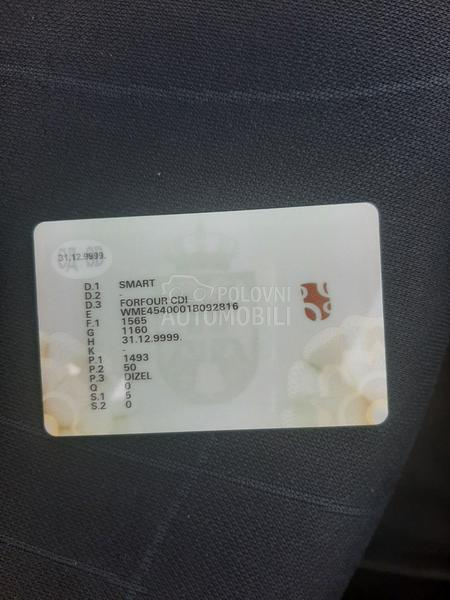 31.12.9999.
D.1 SMART
D.2 -
D.3 FORFOUR CDI
E WME4540001B092816
F.1 1565
G 1160
H 31.12.9999.
K -
P.1 1493
P.2 50
P.3 DIZEL
Q 0
S.1 5
S.2 0
POLOVNI
AUTOMOBILI